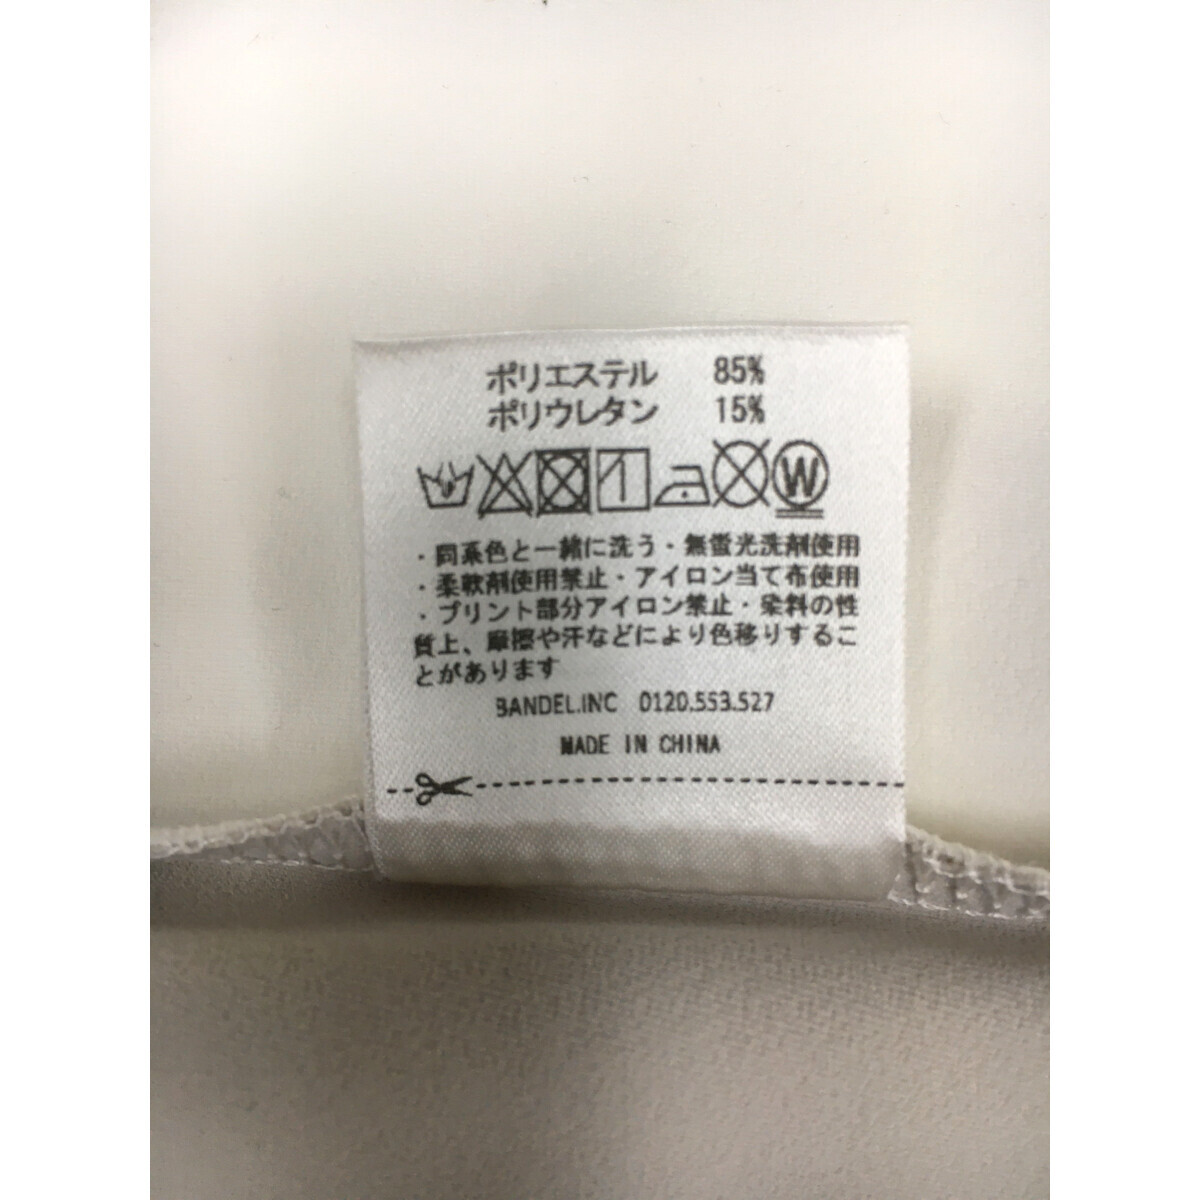 ポリエステル 85%
ポリウレタン 15%
W
・同系色と一緒に洗う・無蛍光洗剤使用
・柔軟剤使用禁止・アイロン当て布使用
・プリント部分アイロン禁止・染料の性
質上、摩擦や汗などにより色移りするこ
とがあります
BANDEL.INC 0120.553.527
MADE IN CHINA